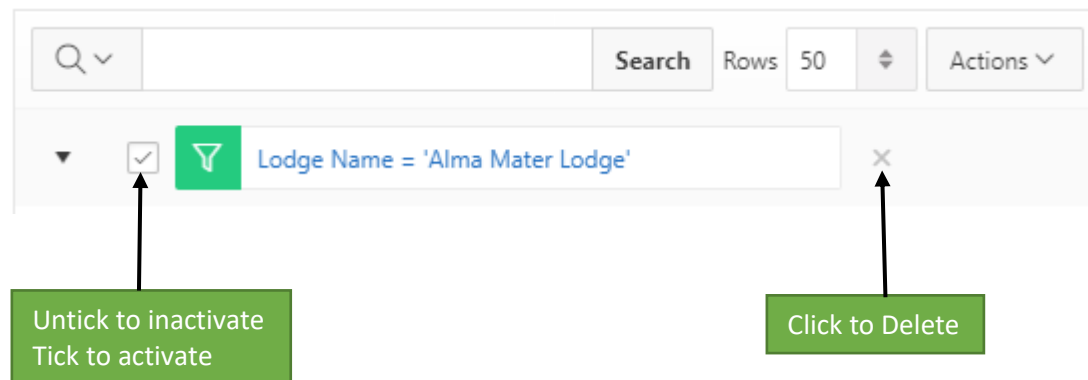 Search Rows 50 Actions
Lodge Name = 'Alma Mater Lodge'
Untick to inactivate
Tick to activate
Click to Delete